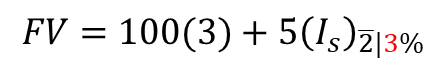 FV = 100(3) + 5(Iₛ)2̅|3%